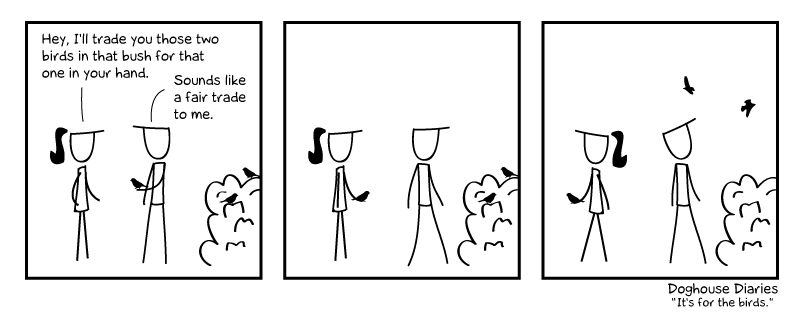 Hey, I'll trade you those two
birds in that bush for that
one in your hand.
Sounds like
a fair trade
to me.
Doghouse Diaries
"It's for the birds."